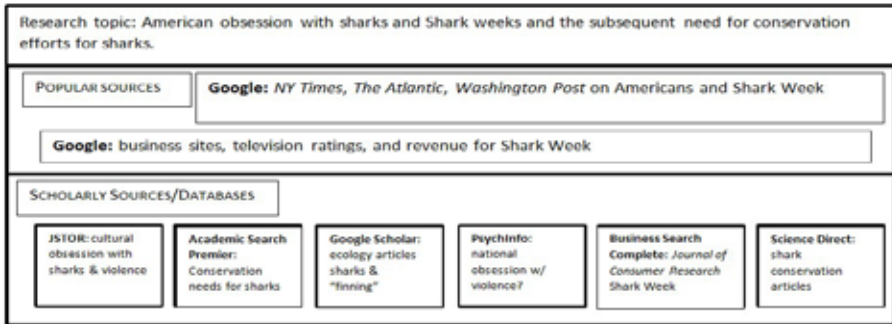 Research topic: American obsession with sharks and Shark weeks and the subsequent need for conservation
efforts for sharks.
POPULAR SOURCES
Google: NY Times, The Atlantic, Washington Post on Americans and Shark Week
Google: business sites, television ratings, and revenue for Shark Week
SCHOLARLY SOURCES/DATABASES
JSTOR: cultural
obsession with
sharks & violence
Academic Search
Premier:
Conservation
needs for sharks
Google Scholar:
ecology articles
sharks &
"finning"
PsychInfo:
national
obsession w/
violence?
Business Search
Complete: Journal of
Consumer Research
Shark Week
Science Direct:
shark
conservation
articles